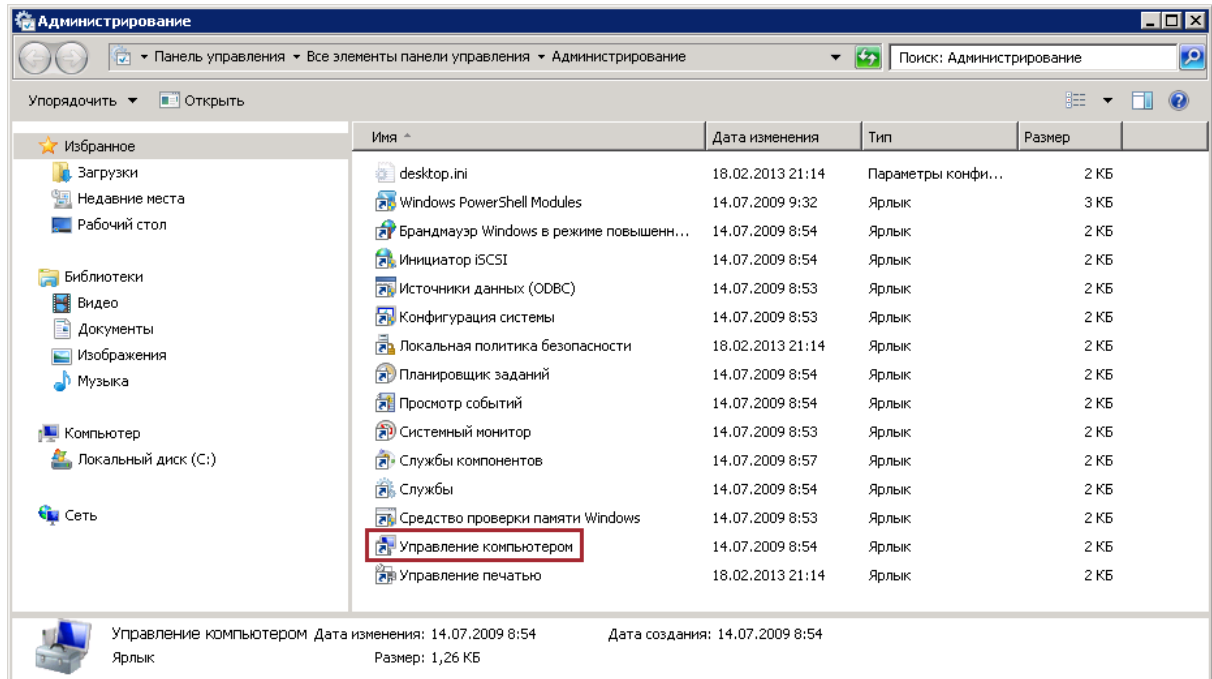 Администрирование
Панель управления Все элементы панели управления Администрирование Поиск: Администрирование
Упорядочить Открыть
Имя Дата изменения Тип Размер
Избранное
Загрузки
Недавние места
Рабочий стол
Библиотеки
Видео
Документы
Изображения
Музыка
Компьютер
Локальный диск (C:)
Сеть
desktop.ini 18.02.2013 21:14 Параметры конфи... 2 КБ
Windows PowerShell Modules 14.07.2009 9:32 Ярлык 3 КБ
Брандмауэр Windows в режиме повышенн... 14.07.2009 8:54 Ярлык 2 КБ
Инициатор iSCSI 14.07.2009 8:54 Ярлык 2 КБ
Источники данных (ODBC) 14.07.2009 8:53 Ярлык 2 КБ
Конфигурация системы 14.07.2009 8:53 Ярлык 2 КБ
Локальная политика безопасности 18.02.2013 21:14 Ярлык 2 КБ
Планировщик заданий 14.07.2009 8:54 Ярлык 2 КБ
Просмотр событий 14.07.2009 8:54 Ярлык 2 КБ
Системный монитор 14.07.2009 8:53 Ярлык 2 КБ
Службы компонентов 14.07.2009 8:57 Ярлык 2 КБ
Службы 14.07.2009 8:54 Ярлык 2 КБ
Средство проверки памяти Windows 14.07.2009 8:53 Ярлык 2 КБ
Управление компьютером 14.07.2009 8:54 Ярлык 2 КБ
Управление печатью 18.02.2013 21:14 Ярлык 2 КБ
Управление компьютером Дата изменения: 14.07.2009 8:54 Дата создания: 14.07.2009 8:54
Ярлык Размер: 1,26 КБ